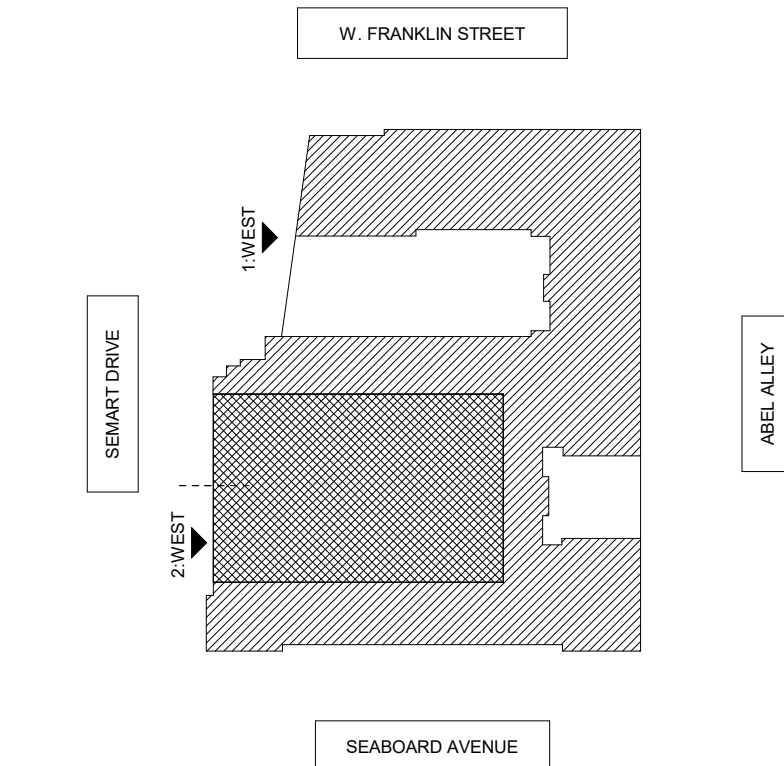 W. FRANKLIN STREET
1:WEST
SEMART DRIVE
ABEL ALLEY
2:WEST
SEABOARD AVENUE